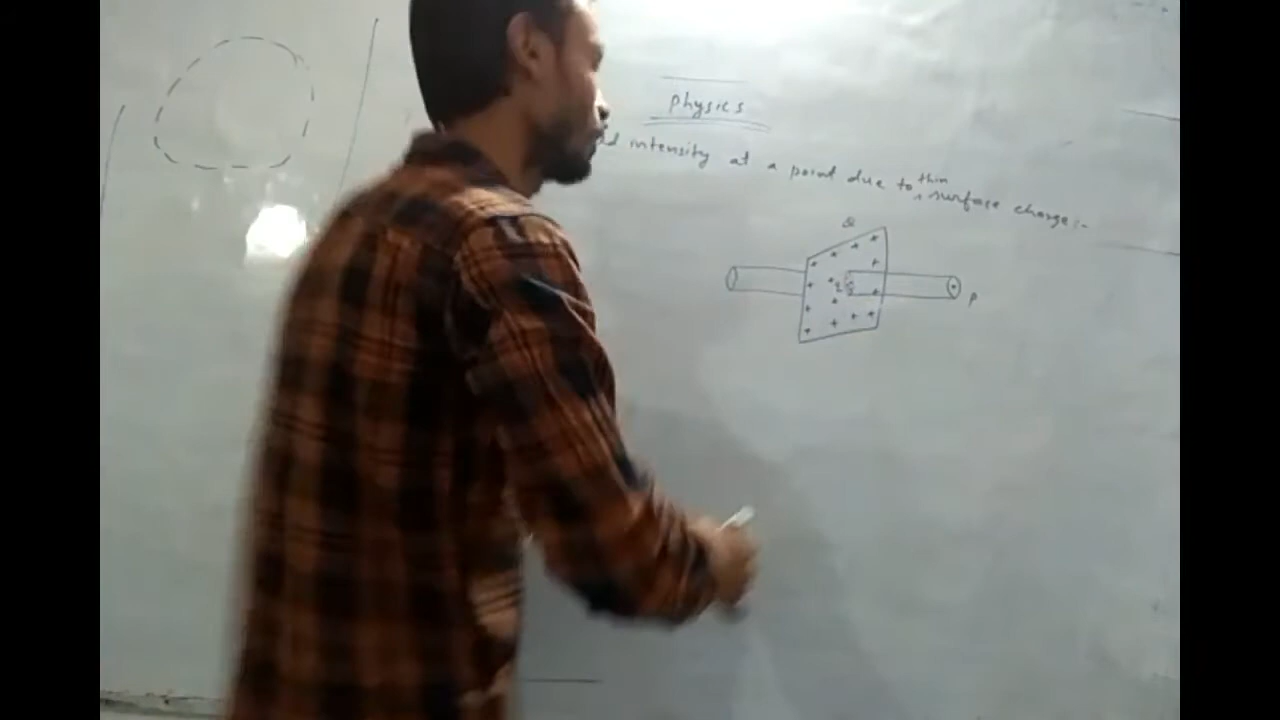 Physics
intensity at a point due to thin surface charge:-
Q
q
P